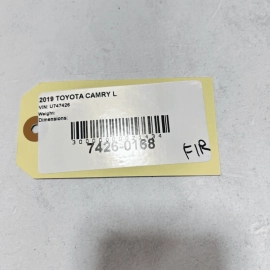 2019 TOYOTA CAMRY L
VIN: U747426
Weight:
Dimensions:
7426-0168
F/R